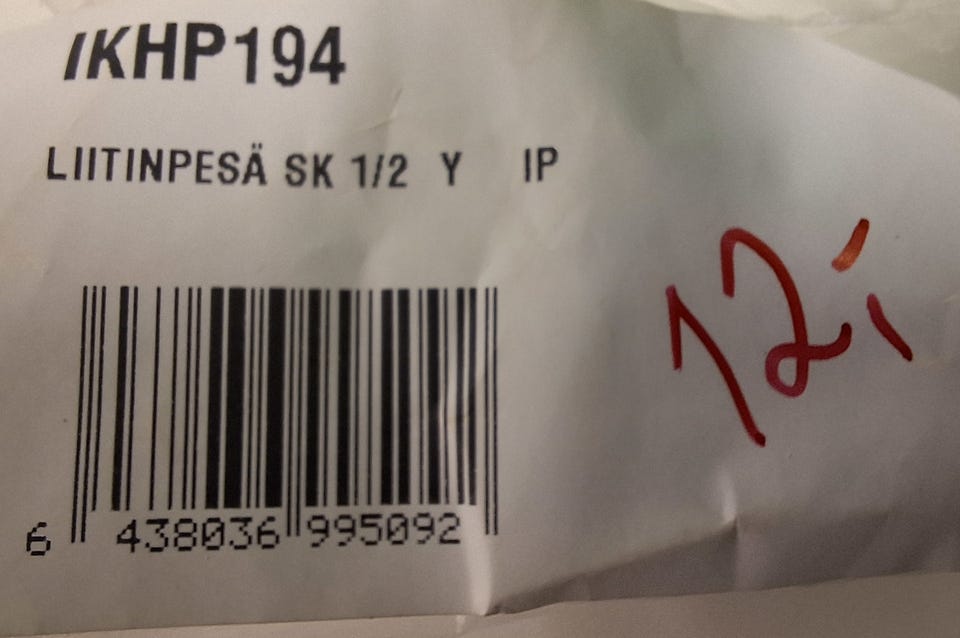 IKHP194
LIITINPESÄ SK 1/2 Y IP
12,-
6 438036 995092